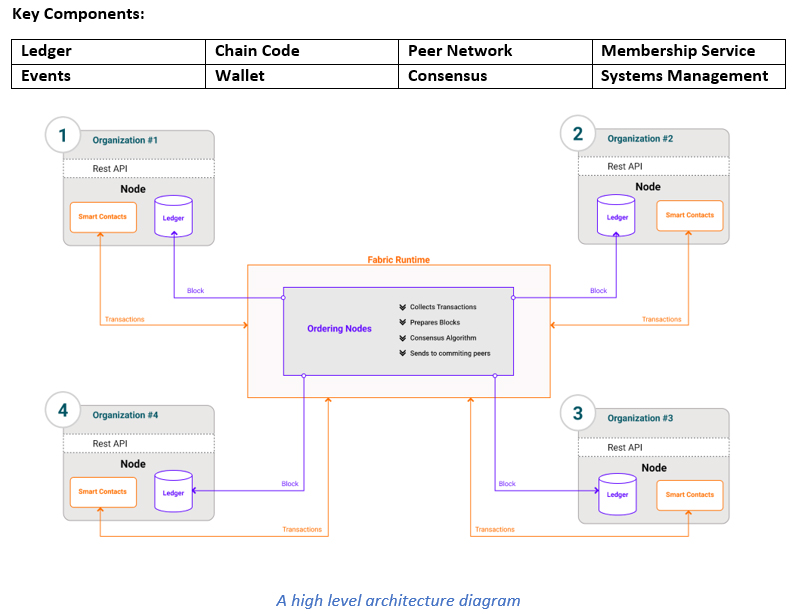 Key Components:
Ledger Chain Code Peer Network Membership Service
Events Wallet Consensus Systems Management
1
Organization #1
Rest API
Node
Smart Contacts
Ledger
Block
Transactions
2
Organization #2
Rest API
Node
Ledger
Smart Contacts
Block
Transactions
Fabric Runtime
Ordering Nodes
Collects Transactions
Prepares Blocks
Consensus Algorithm
Sends to commiting peers
4
Organization #4
Rest API
Node
Smart Contacts
Ledger
Block
Transactions
3
Organization #3
Rest API
Node
Ledger
Smart Contacts
Block
Transactions
A high level architecture diagram